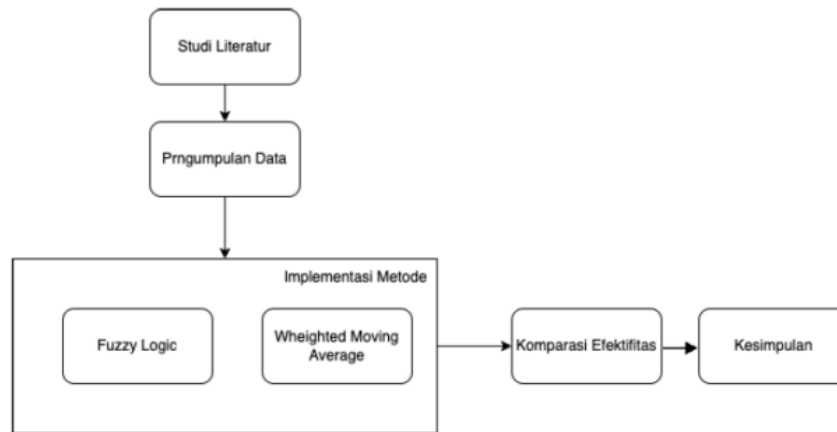 Studi Literatur
Prngumpulan Data
Implementasi Metode
Fuzzy Logic
Wheighted Moving
Average
Komparasi Efektifitas
Kesimpulan